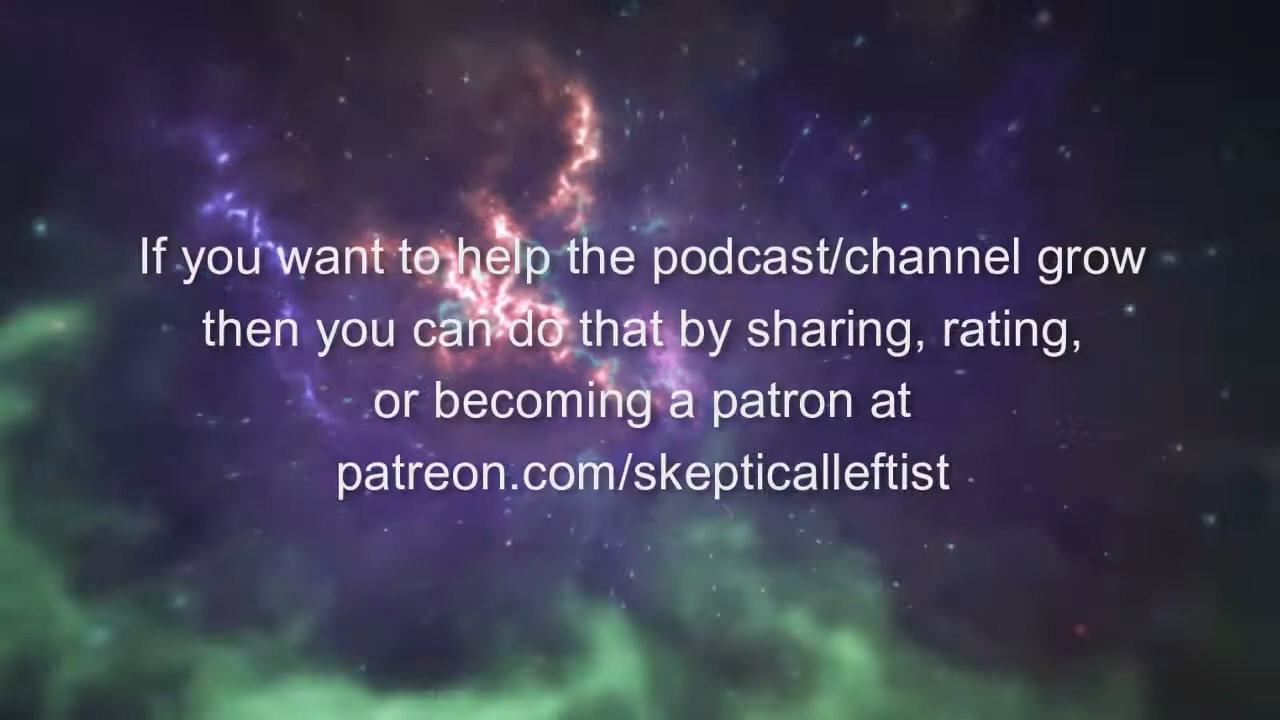 If you want to help the podcast/channel grow
then you can do that by sharing, rating,
or becoming a patron at
patreon.com/skepticalleftist